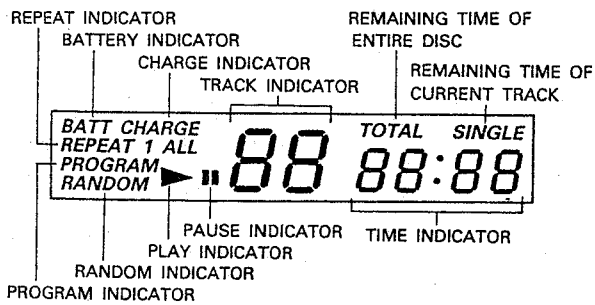 REPEAT INDICATOR
BATTERY INDICATOR
CHARGE INDICATOR
TRACK INDICATOR
REMAINING TIME OF
ENTIRE DISC
REMAINING TIME OF
CURRENT TRACK
BATT CHARGE
REPEAT 1 ALL
PROGRAM
RANDOM
88
TOTAL SINGLE
88:88
PAUSE INDICATOR
PLAY INDICATOR
RANDOM INDICATOR
PROGRAM INDICATOR
TIME INDICATOR